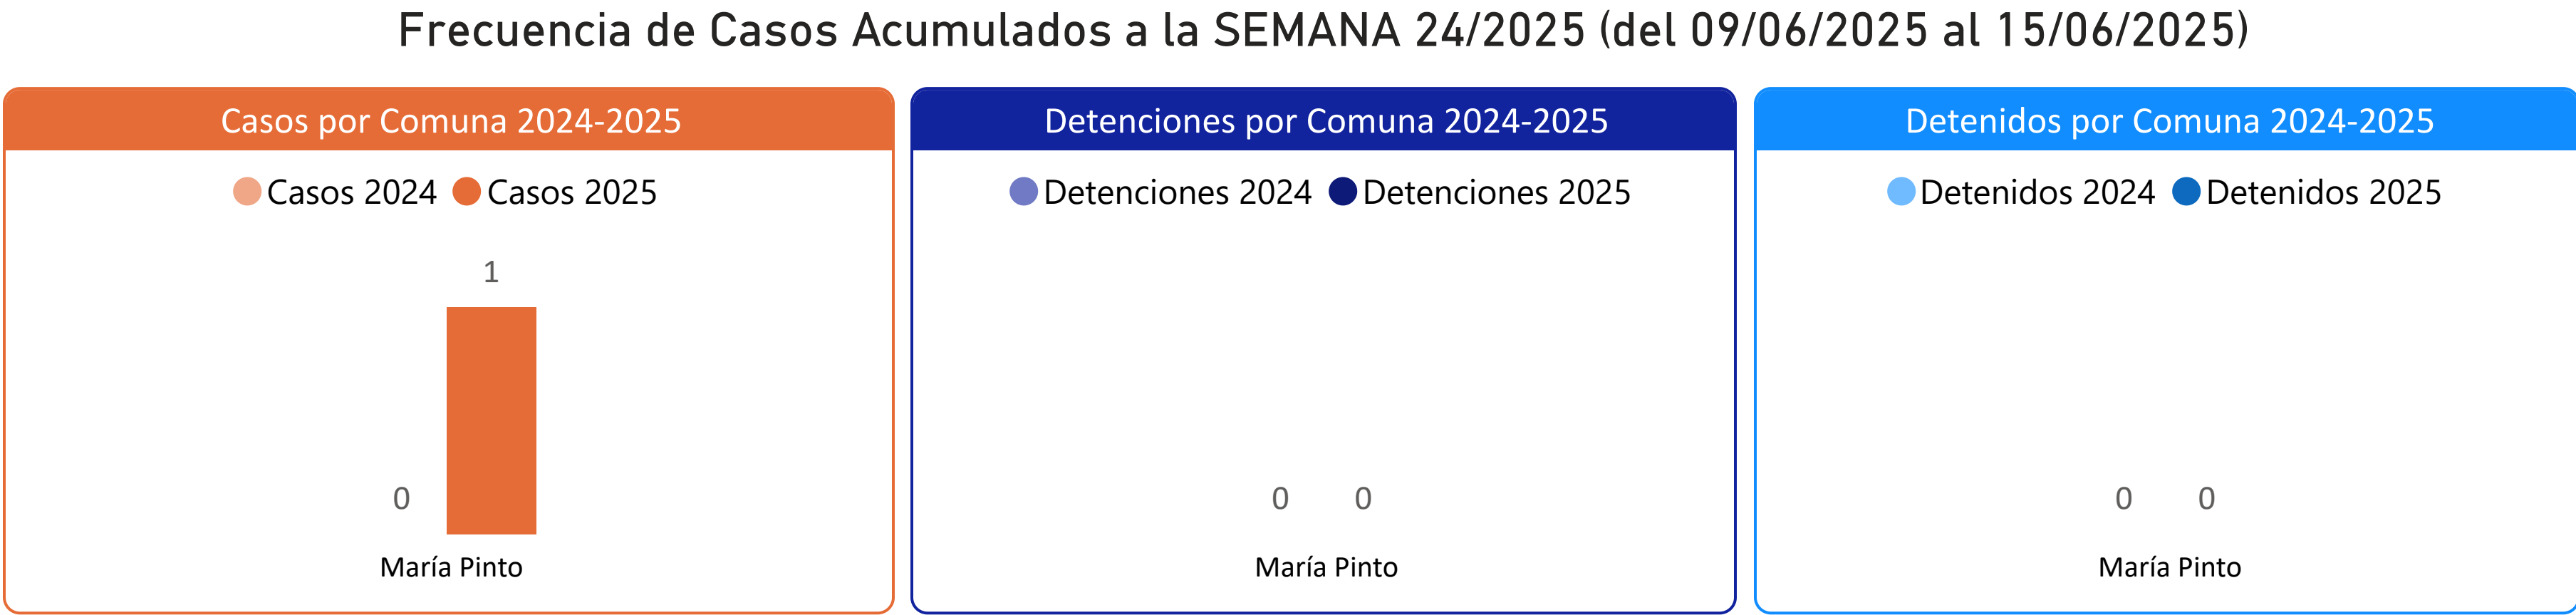 Frecuencia de Casos Acumulados a la SEMANA 24/2025 (del 09/06/2025 al 15/06/2025)
Casos por Comuna 2024-2025
Casos 2024 Casos 2025
1
0
María Pinto
Detenciones por Comuna 2024-2025
Detenciones 2024 Detenciones 2025
0 0
María Pinto
Detenidos por Comuna 2024-2025
Detenidos 2024 Detenidos 2025
0 0
María Pinto